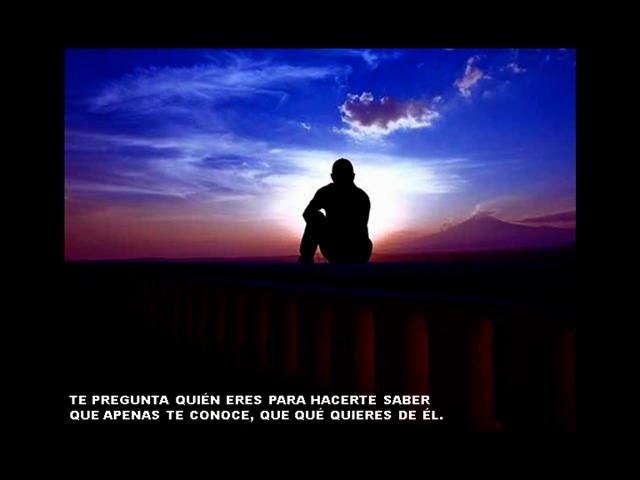 TE PREGUNTA QUIÉN ERES PARA HACERTE SABER
QUE APENAS TE CONOCE, QUE QUÉ QUIERES DE ÉL.